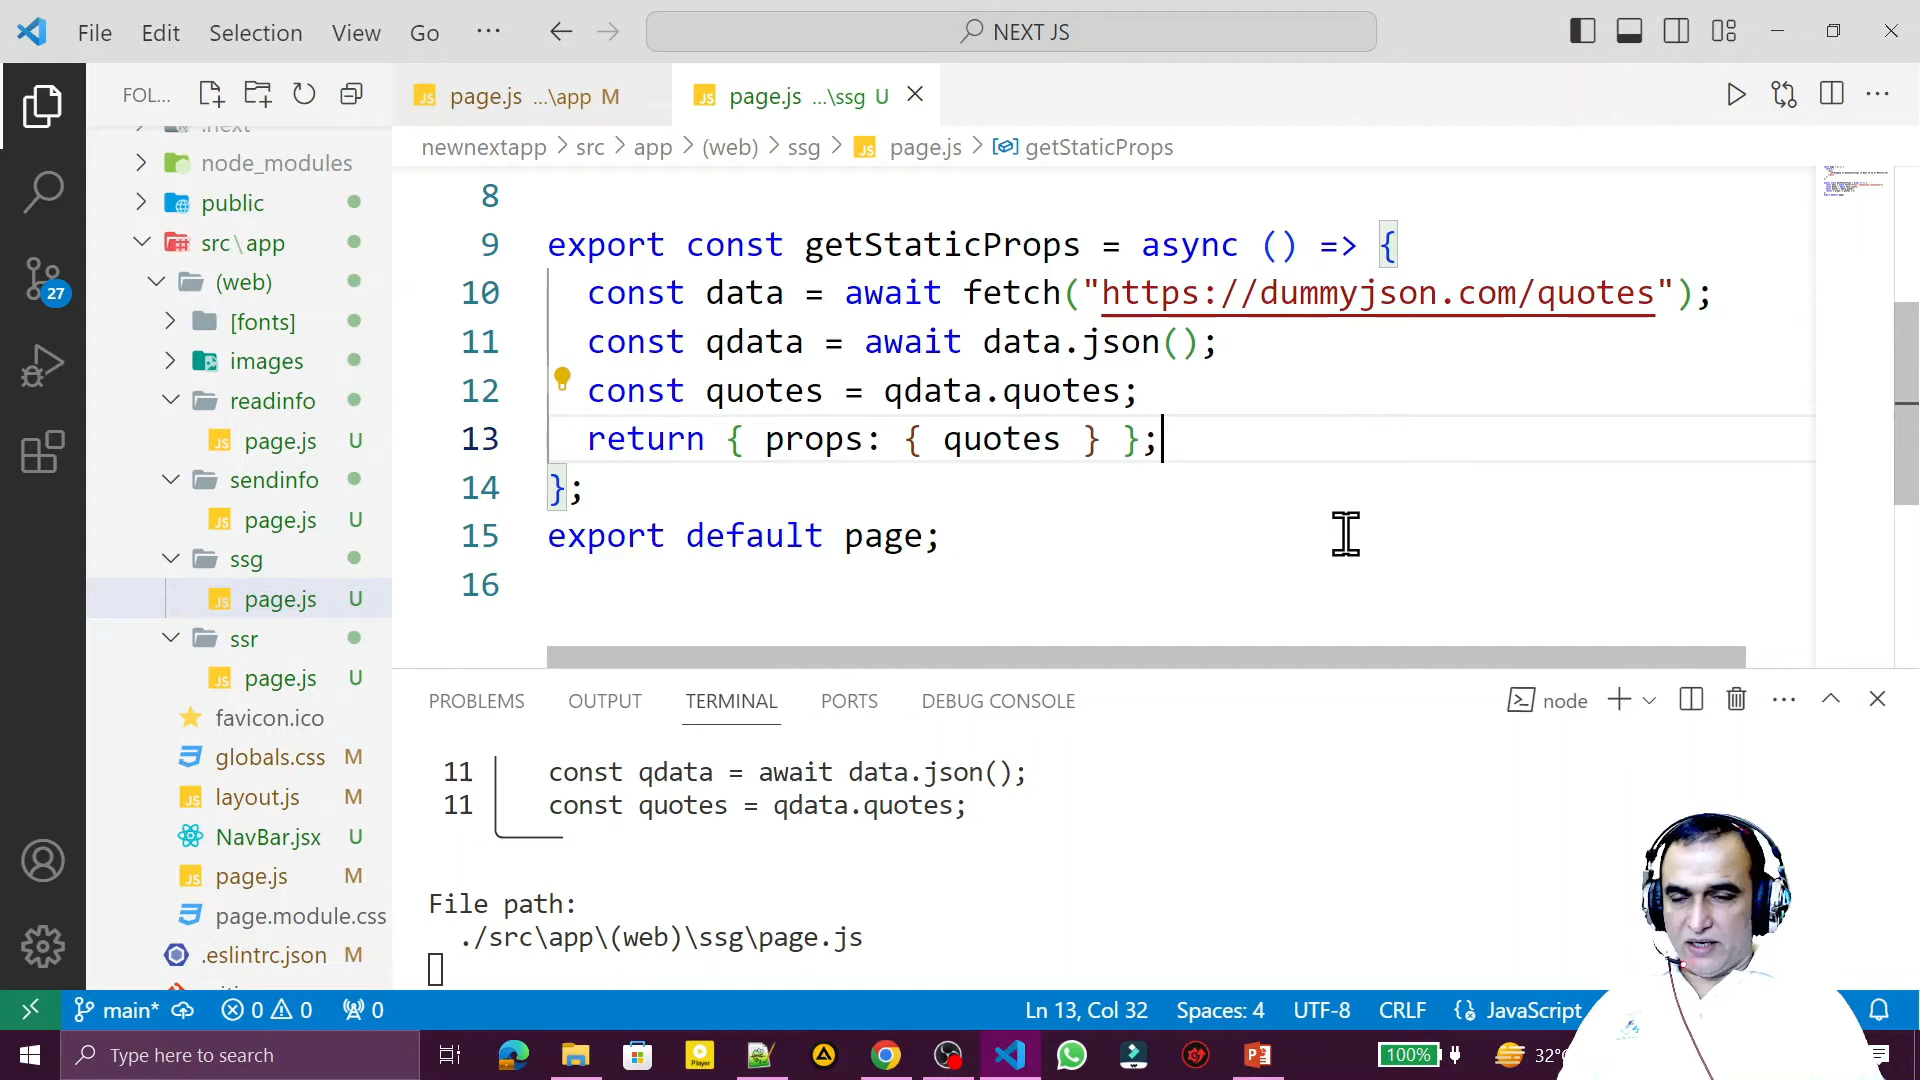 File Edit Selection View Go ··· NEXT JS
FOL...
page.js ...\app M
page.js ...\ssg U
newnextapp > src > app > (web) > ssg > page.js > getStaticProps
node_modules
public
src\app
(web)
[fonts]
images
readinfo
page.js U
sendinfo
page.js U
ssg
page.js U
ssr
page.js U
favicon.ico
globals.css M
layout.js M
NavBar.jsx U
page.js M
page.module.css
.eslintrc.json M
27
8
9 export const getStaticProps = async () => {
10 const data = await fetch("https://dummyjson.com/quotes");
11 const qdata = await data.json();
12 const quotes = qdata.quotes;
13 return { props: { quotes } };
14 };
15 export default page;
16
PROBLEMS OUTPUT TERMINAL PORTS DEBUG CONSOLE node
11 const qdata = await data.json();
11 const quotes = qdata.quotes;
File path:
./src\app\(web)\ssg\page.js
main* 0 0 0 Ln 13, Col 32 Spaces: 4 UTF-8 CRLF {} JavaScript
Type here to search 100% 32°